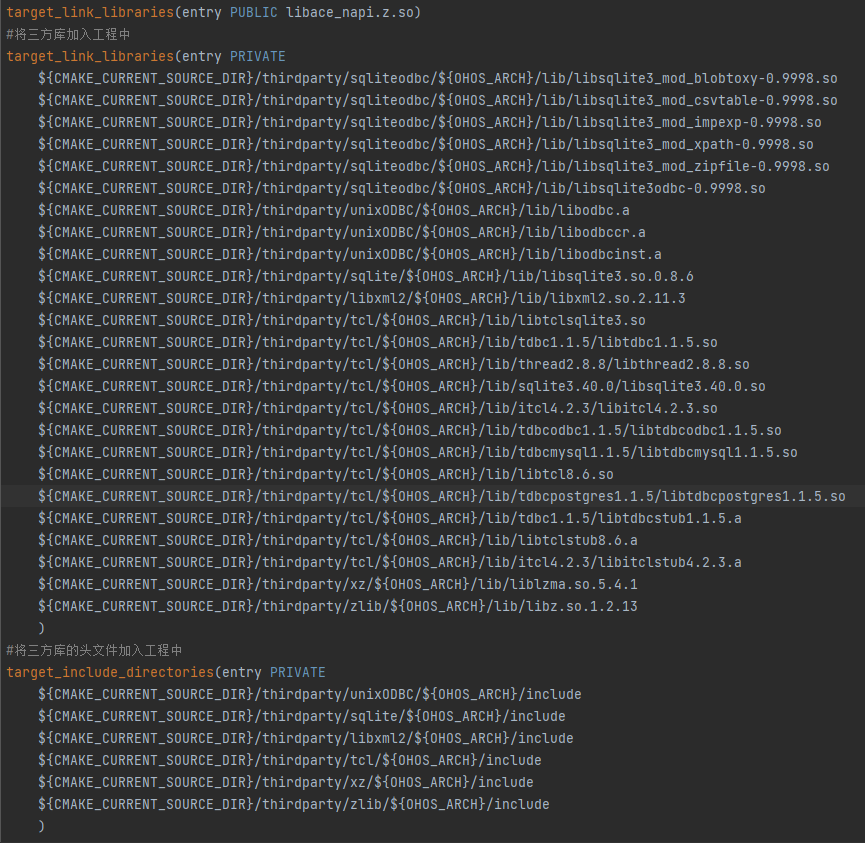 target_link_libraries(entry PUBLIC libace_napi.z.so)
#将三方库加入工程中
target_link_libraries(entry PRIVATE
    ${CMAKE_CURRENT_SOURCE_DIR}/thirdparty/sqliteodbc/${OHOS_ARCH}/lib/libsqlite3_mod_blobtoxy-0.9998.so
    ${CMAKE_CURRENT_SOURCE_DIR}/thirdparty/sqliteodbc/${OHOS_ARCH}/lib/libsqlite3_mod_csvtable-0.9998.so
    ${CMAKE_CURRENT_SOURCE_DIR}/thirdparty/sqliteodbc/${OHOS_ARCH}/lib/libsqlite3_mod_impexp-0.9998.so
    ${CMAKE_CURRENT_SOURCE_DIR}/thirdparty/sqliteodbc/${OHOS_ARCH}/lib/libsqlite3_mod_xpath-0.9998.so
    ${CMAKE_CURRENT_SOURCE_DIR}/thirdparty/sqliteodbc/${OHOS_ARCH}/lib/libsqlite3_mod_zipfile-0.9998.so
    ${CMAKE_CURRENT_SOURCE_DIR}/thirdparty/sqliteodbc/${OHOS_ARCH}/lib/libsqlite3odbc-0.9998.so
    ${CMAKE_CURRENT_SOURCE_DIR}/thirdparty/unixODBC/${OHOS_ARCH}/lib/libodbc.a
    ${CMAKE_CURRENT_SOURCE_DIR}/thirdparty/unixODBC/${OHOS_ARCH}/lib/libodbccr.a
    ${CMAKE_CURRENT_SOURCE_DIR}/thirdparty/unixODBC/${OHOS_ARCH}/lib/libodbcinst.a
    ${CMAKE_CURRENT_SOURCE_DIR}/thirdparty/sqlite/${OHOS_ARCH}/lib/libsqlite3.so.0.8.6
    ${CMAKE_CURRENT_SOURCE_DIR}/thirdparty/libxml2/${OHOS_ARCH}/lib/libxml2.so.2.11.3
    ${CMAKE_CURRENT_SOURCE_DIR}/thirdparty/tcl/${OHOS_ARCH}/lib/libtclsqlite3.so
    ${CMAKE_CURRENT_SOURCE_DIR}/thirdparty/tcl/${OHOS_ARCH}/lib/tdbc1.1.5/libtdbc1.1.5.so
    ${CMAKE_CURRENT_SOURCE_DIR}/thirdparty/tcl/${OHOS_ARCH}/lib/thread2.8.8/libthread2.8.8.so
    ${CMAKE_CURRENT_SOURCE_DIR}/thirdparty/tcl/${OHOS_ARCH}/lib/sqlite3.40.0/libsqlite3.40.0.so
    ${CMAKE_CURRENT_SOURCE_DIR}/thirdparty/tcl/${OHOS_ARCH}/lib/itcl4.2.3/libitcl4.2.3.so
    ${CMAKE_CURRENT_SOURCE_DIR}/thirdparty/tcl/${OHOS_ARCH}/lib/tdbcodbc1.1.5/libtdbcodbc1.1.5.so
    ${CMAKE_CURRENT_SOURCE_DIR}/thirdparty/tcl/${OHOS_ARCH}/lib/tdbcmysql1.1.5/libtdbcmysql1.1.5.so
    ${CMAKE_CURRENT_SOURCE_DIR}/thirdparty/tcl/${OHOS_ARCH}/lib/libtcl8.6.so
    ${CMAKE_CURRENT_SOURCE_DIR}/thirdparty/tcl/${OHOS_ARCH}/lib/tdbcpostgres1.1.5/libtdbcpostgres1.1.5.so
    ${CMAKE_CURRENT_SOURCE_DIR}/thirdparty/tcl/${OHOS_ARCH}/lib/tdbc1.1.5/libtdbcstub1.1.5.a
    ${CMAKE_CURRENT_SOURCE_DIR}/thirdparty/tcl/${OHOS_ARCH}/lib/libtclstub8.6.a
    ${CMAKE_CURRENT_SOURCE_DIR}/thirdparty/tcl/${OHOS_ARCH}/lib/itcl4.2.3/libitclstub4.2.3.a
    ${CMAKE_CURRENT_SOURCE_DIR}/thirdparty/xz/${OHOS_ARCH}/lib/liblzma.so.5.4.1
    ${CMAKE_CURRENT_SOURCE_DIR}/thirdparty/zlib/${OHOS_ARCH}/lib/libz.so.1.2.13
    )
#将三方库的头文件加入工程中
target_include_directories(entry PRIVATE
    ${CMAKE_CURRENT_SOURCE_DIR}/thirdparty/unixODBC/${OHOS_ARCH}/include
    ${CMAKE_CURRENT_SOURCE_DIR}/thirdparty/sqlite/${OHOS_ARCH}/include
    ${CMAKE_CURRENT_SOURCE_DIR}/thirdparty/libxml2/${OHOS_ARCH}/include
    ${CMAKE_CURRENT_SOURCE_DIR}/thirdparty/tcl/${OHOS_ARCH}/include
    ${CMAKE_CURRENT_SOURCE_DIR}/thirdparty/xz/${OHOS_ARCH}/include
    ${CMAKE_CURRENT_SOURCE_DIR}/thirdparty/zlib/${OHOS_ARCH}/include
    )